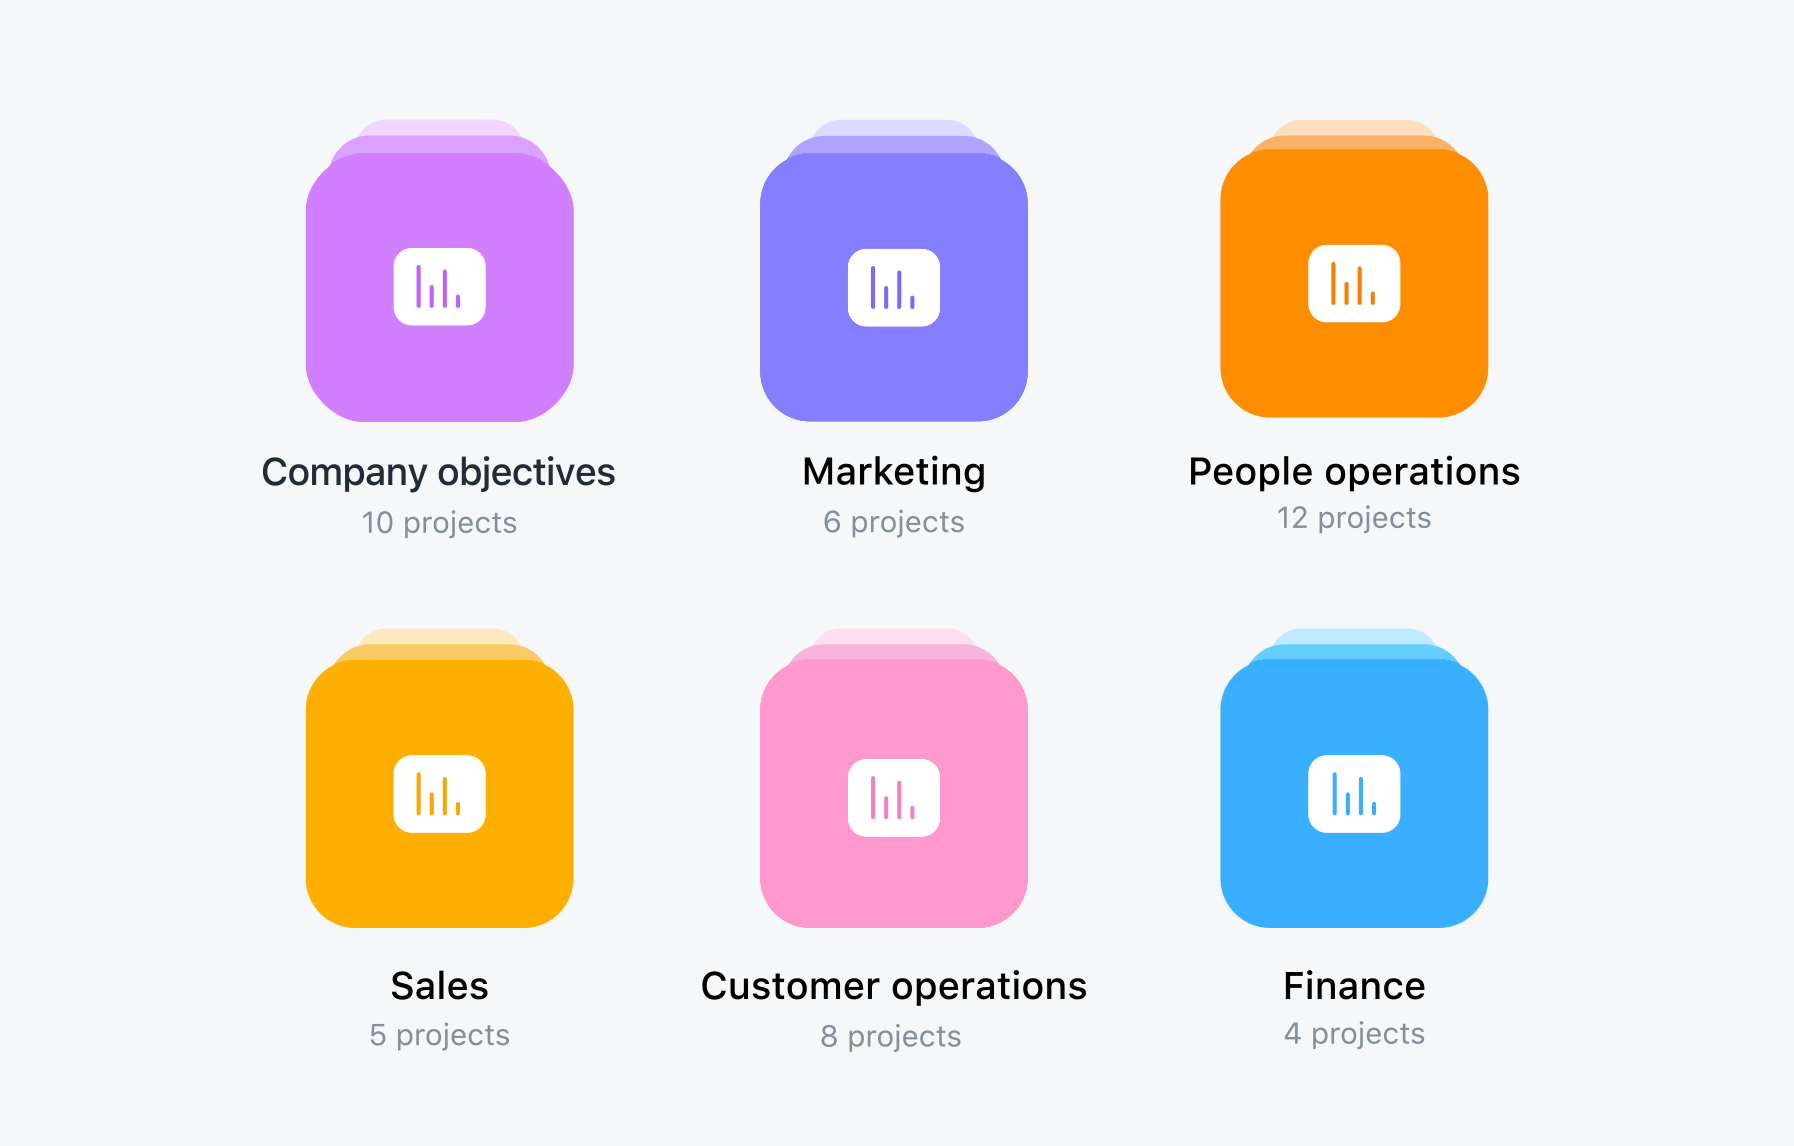 Company objectives
10 projects
Marketing
6 projects
People operations
12 projects
Sales
5 projects
Customer operations
8 projects
Finance
4 projects